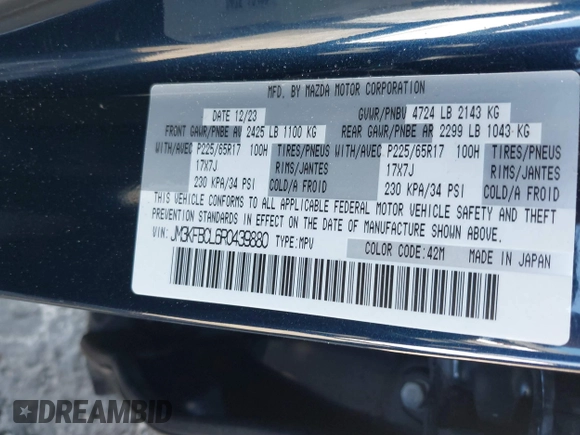 MFD. BY MAZDA MOTOR CORPORATION
DATE 12/23 GVWR/PNBV 4724 LB 2143 KG
FRONT GAWR/PNBE AV 2425 LB 1100 KG REAR GAWR/PNBE AR 2299 LB 1043 KG
WITH/AVEC P225/65R17 100H TIRES/PNEUS WITH/AVEC P225/65R17 100H TIRES/PNEUS
17X7J RIMS/JANTES 17X7J RIMS/JANTES
230 KPA/34 PSI COLD/A FROID 230 KPA/34 PSI COLD/A FROID
THIS VEHICLE CONFORMS TO ALL APPLICABLE FEDERAL MOTOR VEHICLE SAFETY AND THEFT
PREVENTION STANDARDS IN EFFECT ON THE DATE OF MANUFACTURE SHOWN ABOVE.
VIN: JM3KFBCL6R0439880 TYPE:MPV COLOR CODE:42M MADE IN JAPAN
DREAMBID